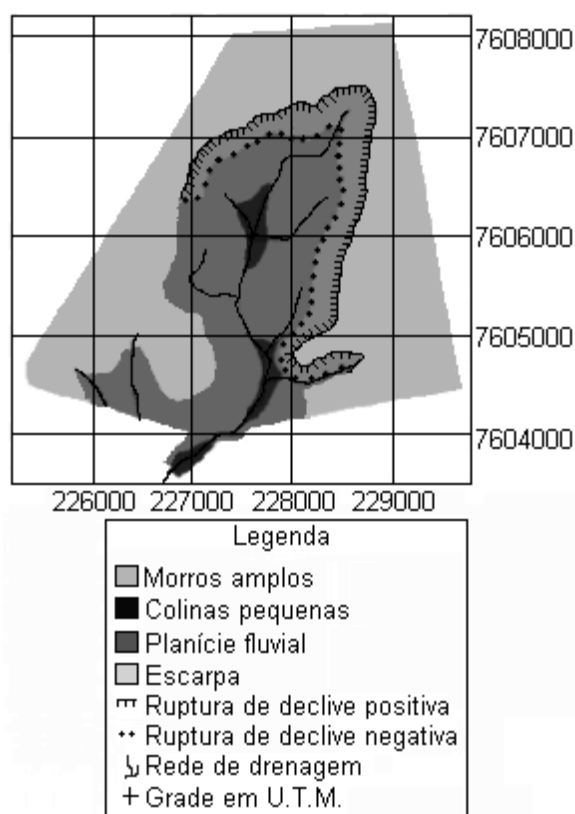 7608000
7607000
7606000
7605000
7604000
226000 227000 228000 229000
Legenda
Morros amplos
Colinas pequenas
Planície fluvial
Escarpa
Ruptura de declive positiva
Ruptura de declive negativa
Rede de drenagem
Grade em U.T.M.